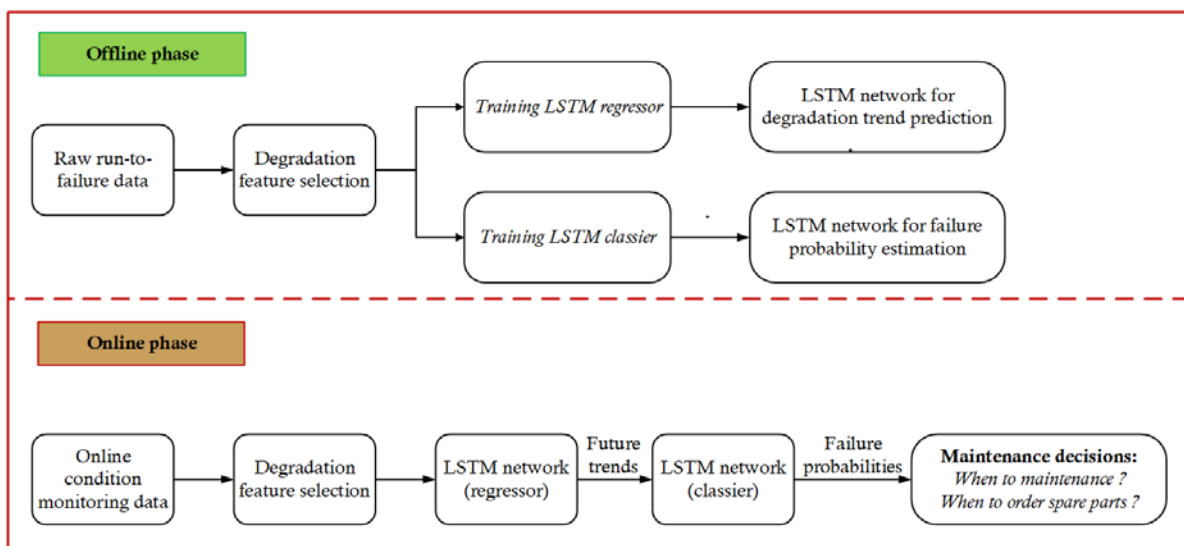 Offline phase
Training LSTM regressor
LSTM network for
degradation trend prediction
Raw run-to-
failure data
Degradation
feature selection
Training LSTM classier
LSTM network for failure
probability estimation
Online phase
Online
condition
monitoring data
Degradation
feature selection
LSTM network
(regressor)
Future
trends
LSTM network
(classier)
Failure
probabilities
Maintenance decisions:
When to maintenance ?
When to order spare parts ?